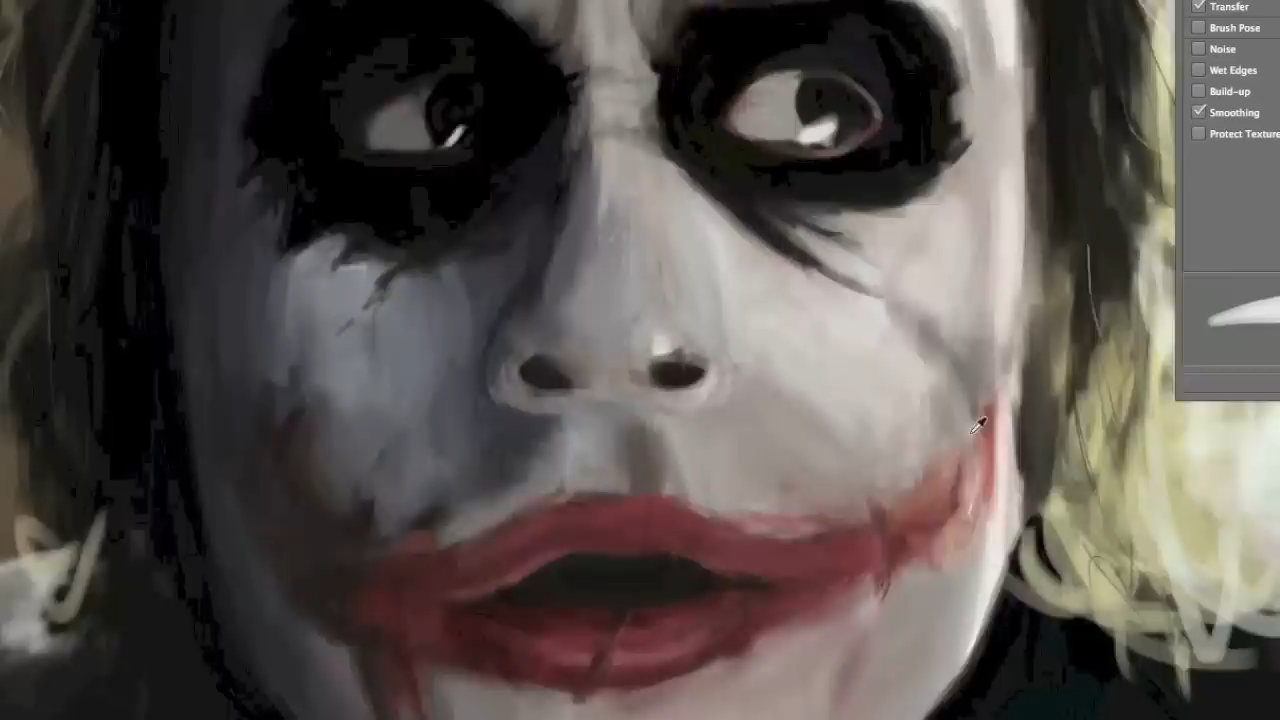 Transfer
Brush Pose
Noise
Wet Edges
Build-up
Smoothing
Protect Texture